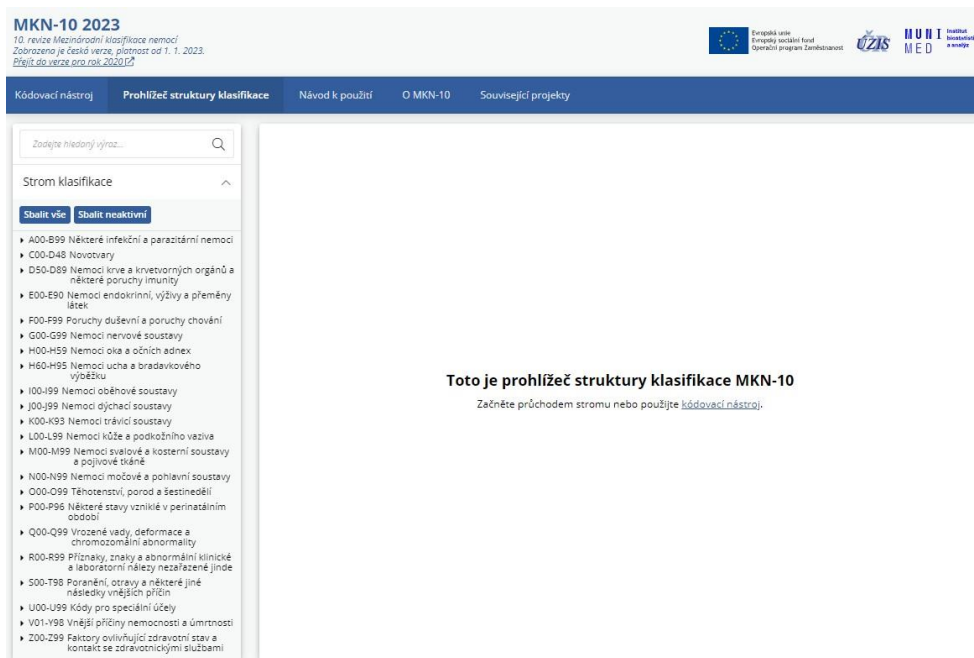 MKN-10 2023
10. revize Mezinárodní klasifikace nemocí
Zobrazena je česká verze, platnost od 1. 1. 2023.
Přejít do verze pro rok 2020
Evropská unie
Evropský sociální fond
Operační program Zaměstnanost
ÚZIS
MUNI
MED
Institut
biostatisti
a analýz
Kódovací nástroj
Prohlížeč struktury klasifikace
Návod k použití
O MKN-10
Související projekty
Zadejte hledaný výraz...
Strom klasifikace
Sbalit vše
Sbalit neaktivní
A00-B99 Některé infekční a parazitární nemoci
C00-D48 Novotvary
D50-D89 Nemoci krve a krvetvorných orgánů a
některé poruchy imunity
E00-E90 Nemoci endokrinní, výživy a přeměny
látek
F00-F99 Poruchy duševní a poruchy chování
G00-G99 Nemoci nervové soustavy
H00-H59 Nemoci oka a očních adnex
H60-H95 Nemoci ucha a bradavkového
výběžku
I00-I99 Nemoci oběhové soustavy
J00-J99 Nemoci dýchací soustavy
K00-K93 Nemoci trávicí soustavy
L00-L99 Nemoci kůže a podkožního vaziva
M00-M99 Nemoci svalové a kosterní soustavy
a pojivové tkáně
N00-N99 Nemoci močové a pohlavní soustavy
O00-O99 Těhotenství, porod a šestinedělí
P00-P96 Některé stavy vzniklé v perinatálním
období
Q00-Q99 Vrozené vady, deformace a
chromozomální abnormality
R00-R99 Příznaky, znaky a abnormální klinické
a laboratorní nálezy nezařazené jinde
S00-T98 Poranění, otravy a některé jiné
následky vnějších příčin
U00-U99 Kódy pro speciální účely
V01-Y98 Vnější příčiny nemocnosti a úmrtnosti
Z00-Z99 Faktory ovlivňující zdravotní stav a
kontakt se zdravotnickými službami
Toto je prohlížeč struktury klasifikace MKN-10
Začněte průchodem stromu nebo použijte kódovací nástroj.